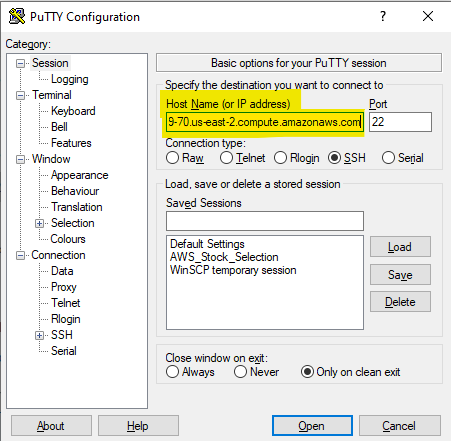 PuTTY Configuration
Category:
Session
Logging
Terminal
Keyboard
Bell
Features
Window
Appearance
Behaviour
Translation
Selection
Colours
Connection
Data
Proxy
Telnet
Rlogin
SSH
Serial
Basic options for your PuTTY session
Specify the destination you want to connect to
Host Name (or IP address) Port
9-70.us-east-2.compute.amazonaws.com 22
Connection type:
Raw Telnet Rlogin SSH Serial
Load, save or delete a stored session
Saved Sessions
Default Settings
AWS_Stock_Selection
WinSCP temporary session
Load
Save
Delete
Close window on exit:
Always Never Only on clean exit
About Help Open Cancel